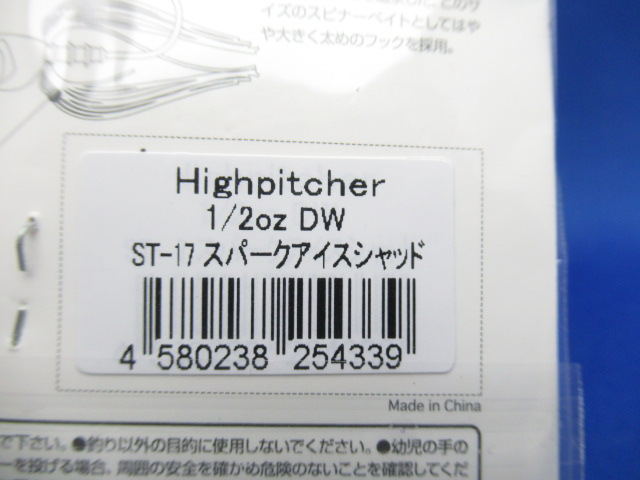 イズのスピナーベイトとしてはや
や大きく太めのフックを採用。
Highpitcher
1/2oz DW
ST-17 スパークアイスシャッド
4 580238 254339
Made in China
で下さい。●釣り以外の目的に使用しないでください。●幼児の手の
ーを投げる場合、周囲の安全を確かめ危険のないことを確認してくだ